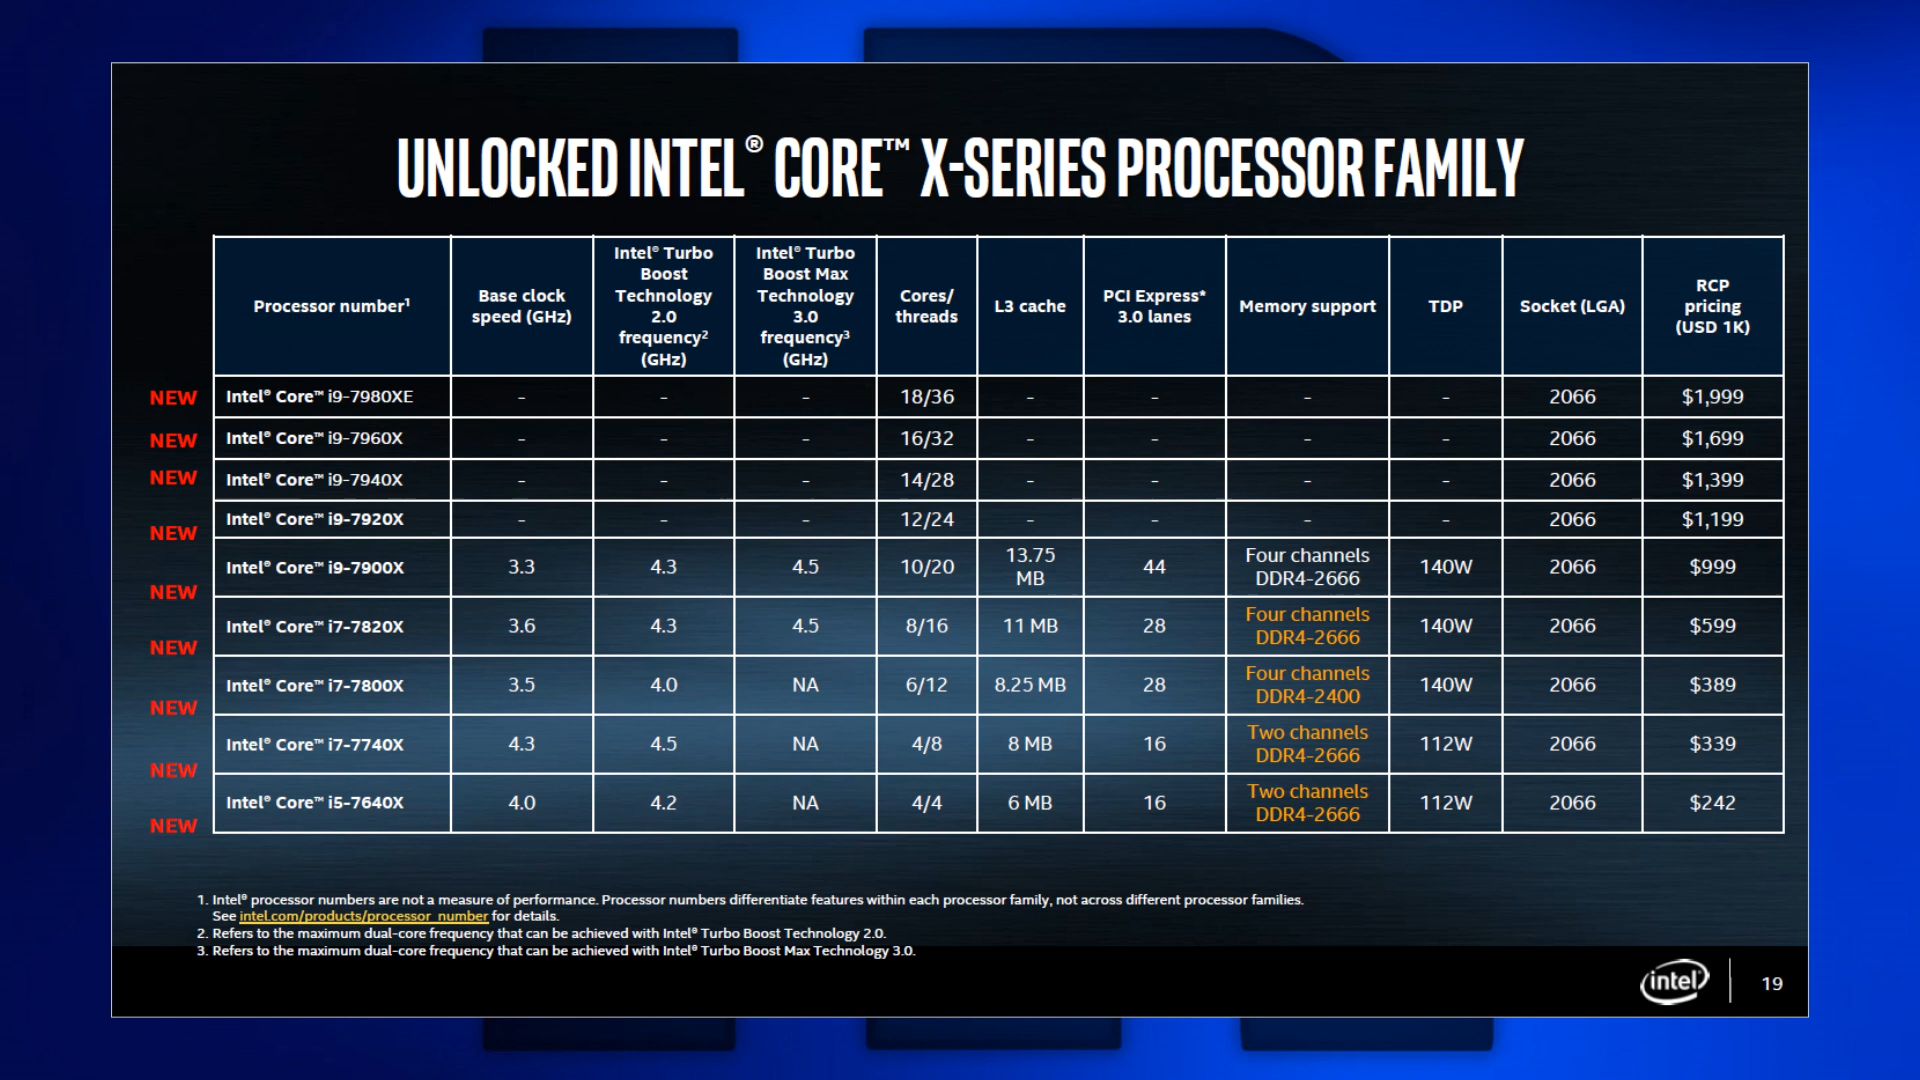 UNLOCKED INTEL® CORE™ X-SERIES PROCESSOR FAMILY
Processor number¹ Base clock speed (GHz) Intel® Turbo Boost Technology 2.0 frequency² (GHz) Intel® Turbo Boost Max Technology 3.0 frequency³ (GHz) Cores/ threads L3 cache PCI Express* 3.0 lanes Memory support TDP Socket (LGA) RCP pricing (USD 1K)
NEW Intel® Core™ i9-7980XE - - - 18/36 - - - - 2066 $1,999
NEW Intel® Core™ i9-7960X - - - 16/32 - - - - 2066 $1,699
NEW Intel® Core™ i9-7940X - - - 14/28 - - - - 2066 $1,399
NEW Intel® Core™ i9-7920X - - - 12/24 - - - - 2066 $1,199
NEW Intel® Core™ i9-7900X 3.3 4.3 4.5 10/20 13.75 MB 44 Four channels DDR4-2666 140W 2066 $999
NEW Intel® Core™ i7-7820X 3.6 4.3 4.5 8/16 11 MB 28 Four channels DDR4-2666 140W 2066 $599
NEW Intel® Core™ i7-7800X 3.5 4.0 NA 6/12 8.25 MB 28 Four channels DDR4-2400 140W 2066 $389
NEW Intel® Core™ i7-7740X 4.3 4.5 NA 4/8 8 MB 16 Two channels DDR4-2666 112W 2066 $339
NEW Intel® Core™ i5-7640X 4.0 4.2 NA 4/4 6 MB 16 Two channels DDR4-2666 112W 2066 $242
1. Intel® processor numbers are not a measure of performance. Processor numbers differentiate features within each processor family, not across different processor families.
See intel.com/products/processor_number for details.
2. Refers to the maximum dual-core frequency that can be achieved with Intel® Turbo Boost Technology 2.0.
3. Refers to the maximum dual-core frequency that can be achieved with Intel® Turbo Boost Max Technology 3.0.
intel 19